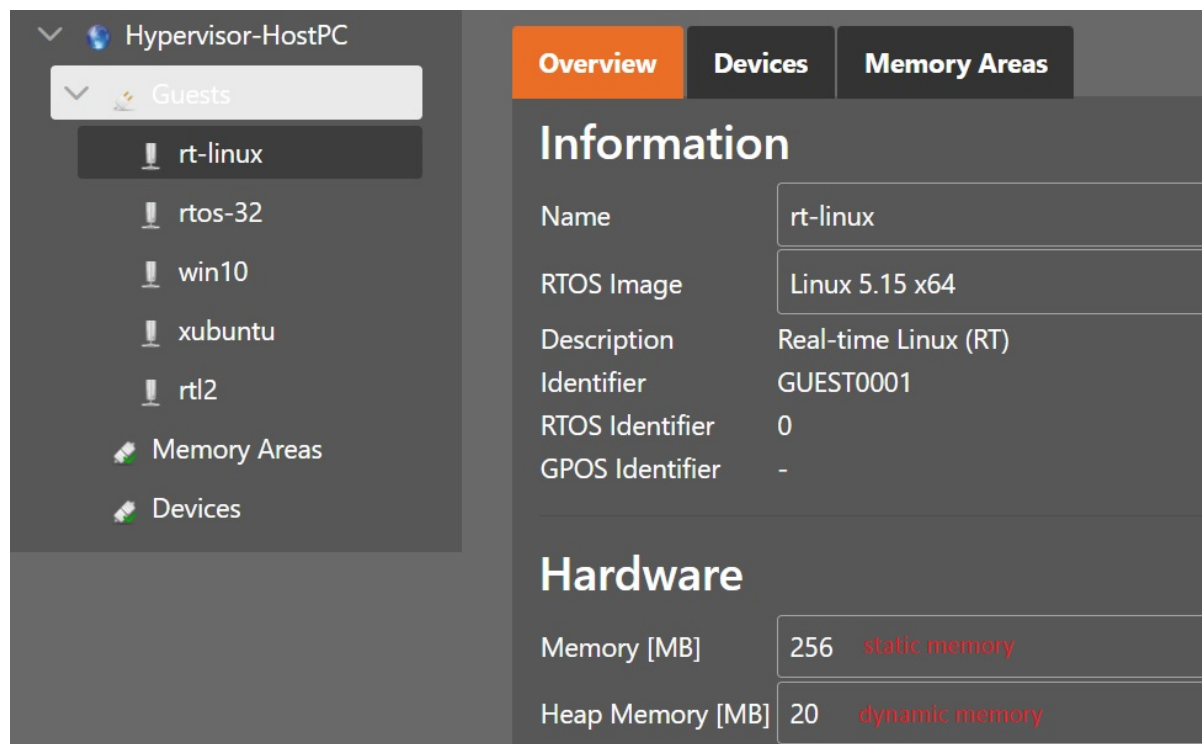 Hypervisor-HostPC
Guests
rt-linux
rtos-32
win10
xubuntu
rtl2
Memory Areas
Devices
Overview Devices Memory Areas
Information
Name rt-linux
RTOS Image Linux 5.15 x64
Description Real-time Linux (RT)
Identifier GUEST0001
RTOS Identifier 0
GPOS Identifier -
Hardware
Memory [MB] 256 static memory
Heap Memory [MB] 20 dynamic memory